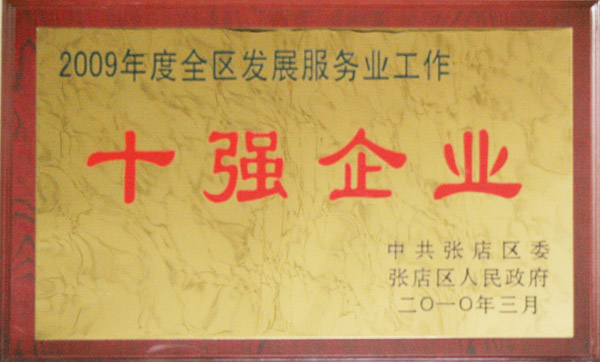 2009年度全区发展服务业工作
十强企业
中共张店区委
张店区人民政府
二〇一〇年三月